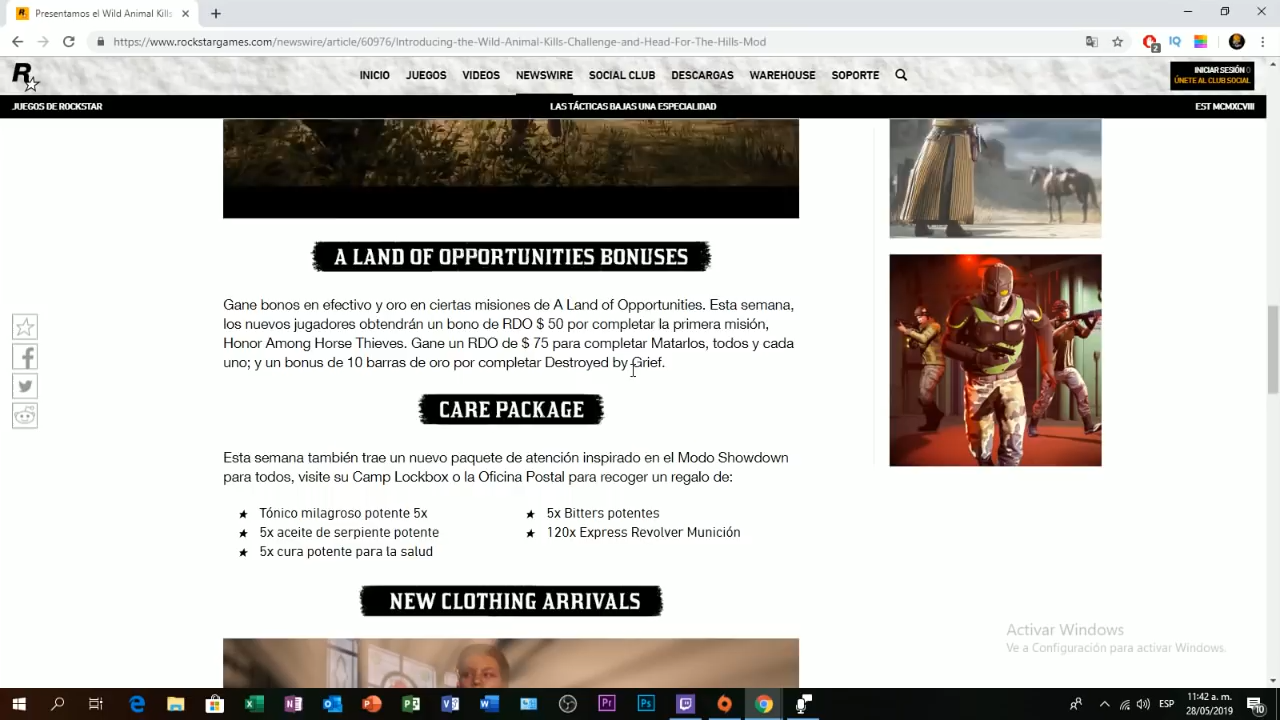 Presentamos el Wild Animal Kills
https://www.rockstargames.com/newswire/article/60976/Introducing-the-Wild-Animal-Kills-Challenge-and-Head-For-The-Hills-Mod
2
IQ
R
INICIO JUEGOS VIDEOS NEWSWIRE SOCIAL CLUB DESCARGAS WAREHOUSE SOPORTE
INICIAR SESIÓN 0
ÚNETE AL CLUB SOCIAL
JUEGOS DE ROCKSTAR LAS TÁCTICAS BAJAS UNA ESPECIALIDAD EST MCMXCVIII
A LAND OF OPPORTUNITIES BONUSES
Gane bonos en efectivo y oro en ciertas misiones de A Land of Opportunities. Esta semana,
los nuevos jugadores obtendrán un bono de RDO $ 50 por completar la primera misión,
Honor Among Horse Thieves. Gane un RDO de $ 75 para completar Matarlos, todos y cada
uno; y un bonus de 10 barras de oro por completar Destroyed by Grief.
CARE PACKAGE
Esta semana también trae un nuevo paquete de atención inspirado en el Modo Showdown
para todos, visite su Camp Lockbox o la Oficina Postal para recoger un regalo de:
Tónico milagroso potente 5x
5x aceite de serpiente potente
5x cura potente para la salud
5x Bitters potentes
120x Express Revolver Munición
NEW CLOTHING ARRIVALS
Activar Windows
Ve a Configuración para activar Windows.
ESP
11:42 a. m.
28/05/2019
10